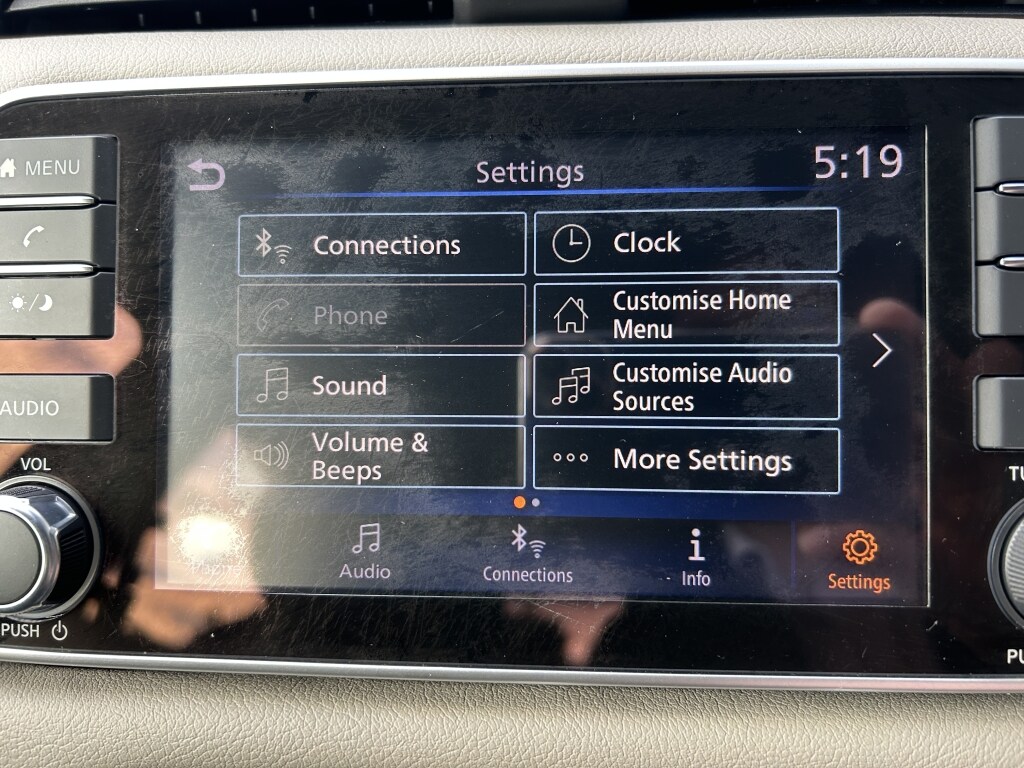 MENU
Settings
5:19
Connections
Clock
Phone
Customise Home
Menu
Sound
Customise Audio
Sources
Volume &
Beeps
More Settings
AUDIO
VOL
Phone
Audio
Connections
Info
Settings
PUSH